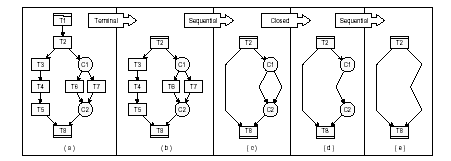 T1 Terminal Sequential Closed Sequential
T2 T2 T2 T2 T2
T3 C1 T3 C1 C1 C1
T4 T6 T7 T4 T6 T7
T5 C2 T5 C2 C2 C2
T8 T8 T8 T8 T8
( a ) ( b ) ( c ) ( d ) ( e )